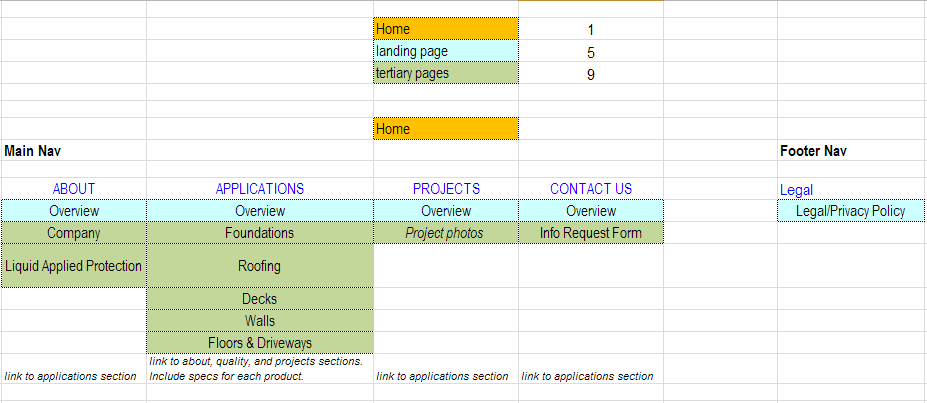 Home 1
landing page 5
tertiary pages 9
Home
Main Nav Footer Nav
ABOUT APPLICATIONS PROJECTS CONTACT US Legal
Overview Overview Overview Overview Legal/Privacy Policy
Company Foundations Project photos Info Request Form
Liquid Applied Protection Roofing
Decks
Walls
Floors & Driveways
link to about, quality, and projects sections.
link to applications section Include specs for each product. link to applications section link to applications section